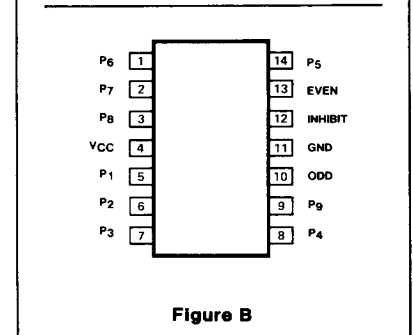 P6 1 14 P5
P7 2 13 EVEN
P8 3 12 INHIBIT
VCC 4 11 GND
P1 5 10 ODD
P2 6 9 P9
P3 7 8 P4
Figure B